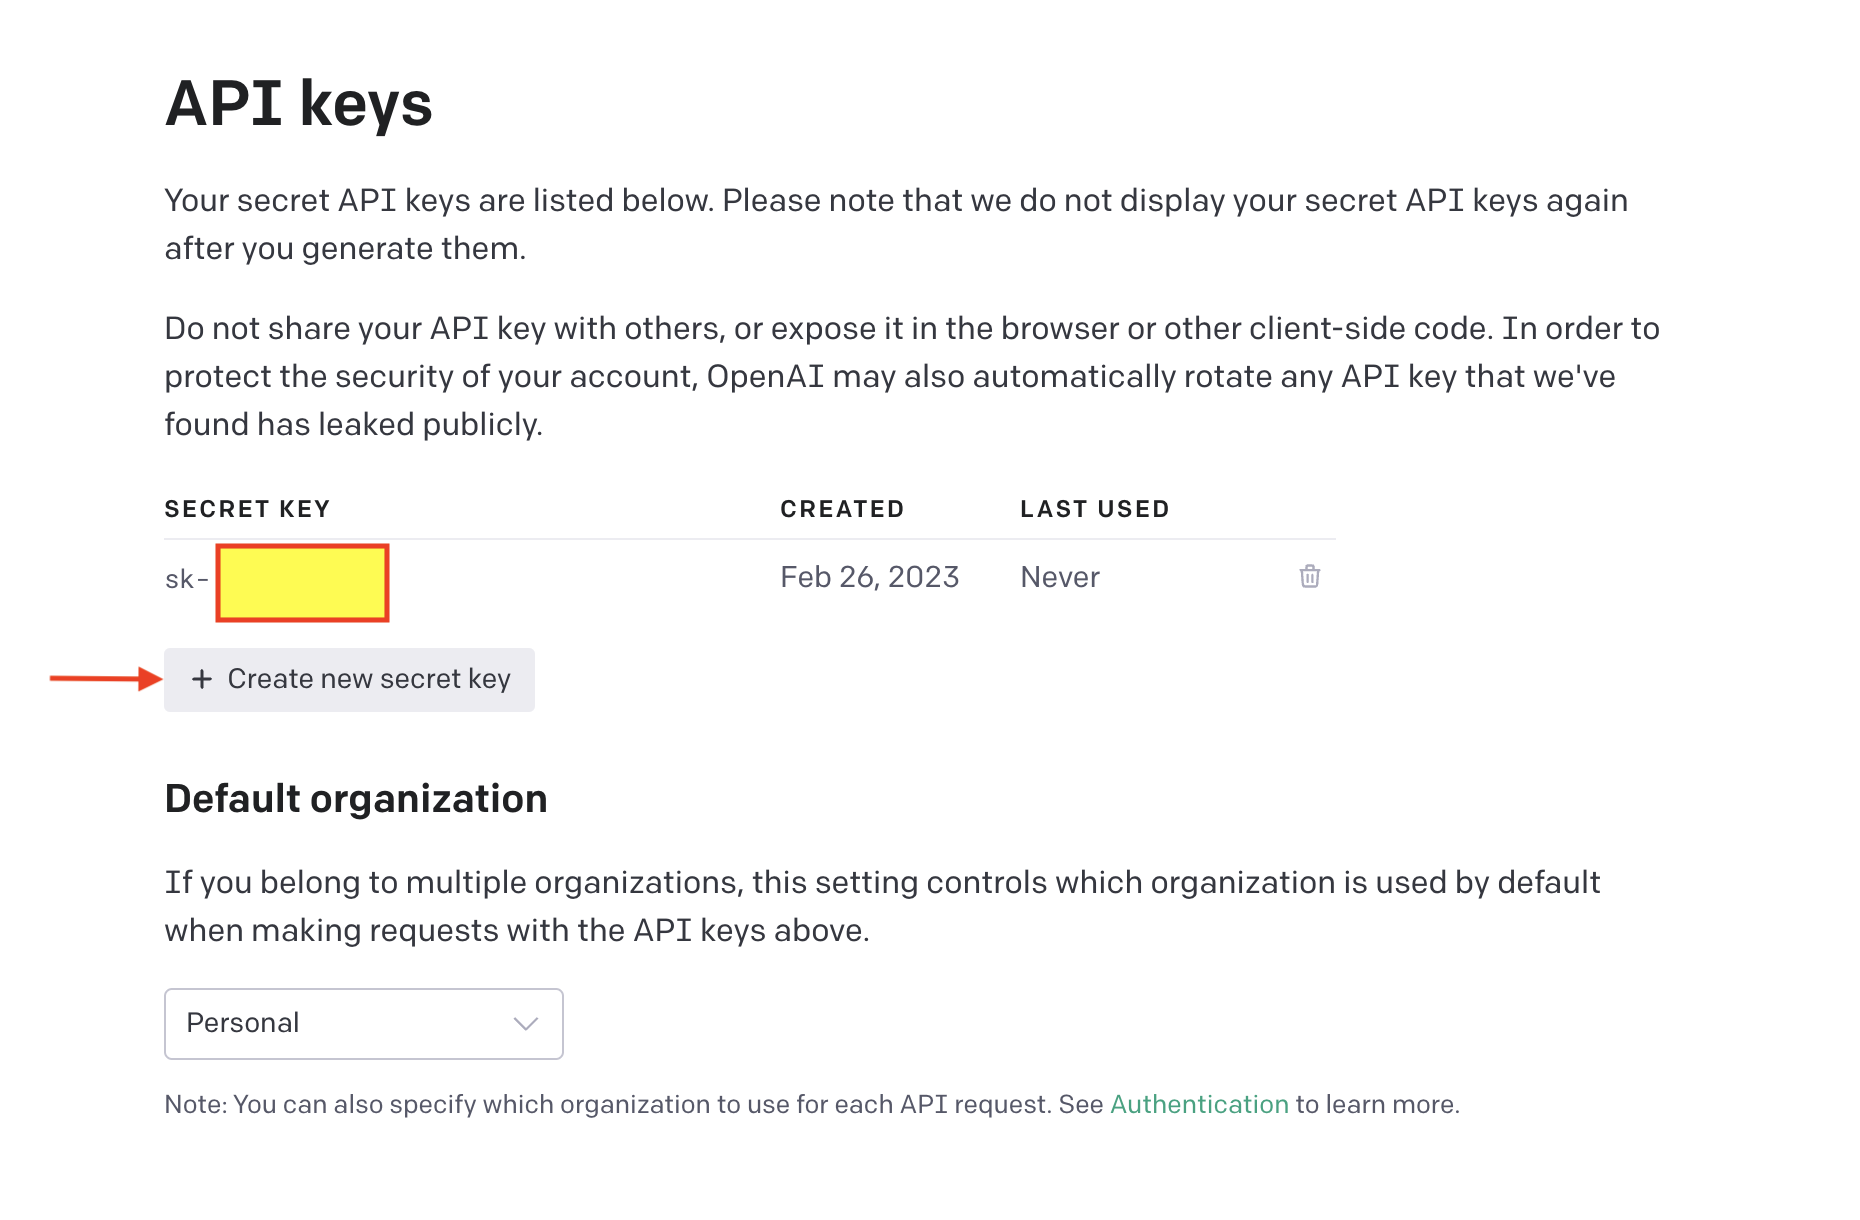 API keys
Your secret API keys are listed below. Please note that we do not display your secret API keys again
after you generate them.
Do not share your API key with others, or expose it in the browser or other client-side code. In order to
protect the security of your account, OpenAI may also automatically rotate any API key that we've
found has leaked publicly.
SECRET KEY CREATED LAST USED
sk- Feb 26, 2023 Never
+ Create new secret key
Default organization
If you belong to multiple organizations, this setting controls which organization is used by default
when making requests with the API keys above.
Personal
Note: You can also specify which organization to use for each API request. See Authentication to learn more.